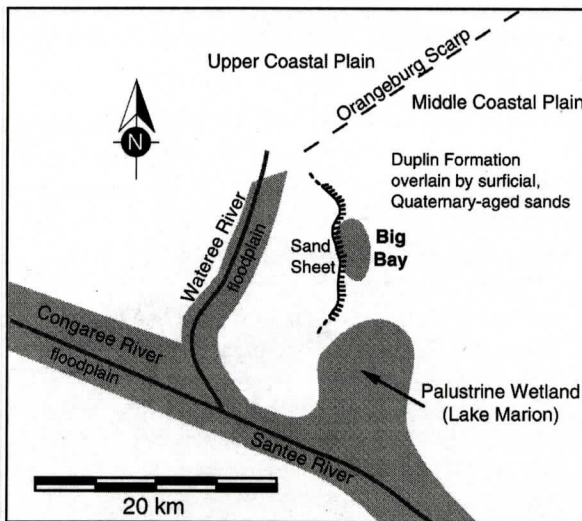 Upper Coastal Plain
Orangeburg Scarp
Middle Coastal Plain
N
Duplin Formation
overlain by surficial,
Quaternary-aged sands
Wateree River
floodplain
Sand
Sheet
Big
Bay
Congaree River
floodplain
Palustrine Wetland
(Lake Marion)
Santee River
20 km